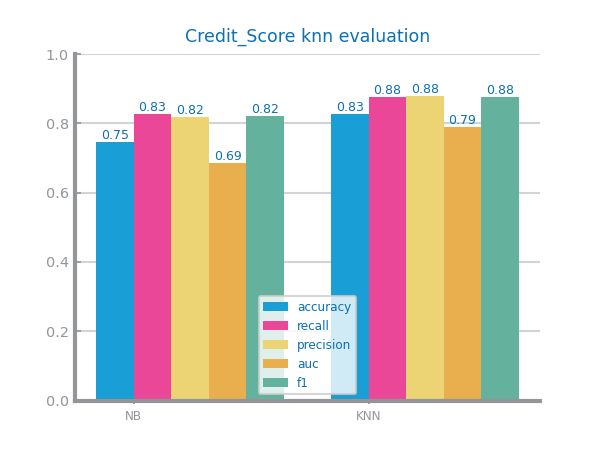 Credit_Score knn evaluation
1.0
0.8
0.6
0.4
0.2
0.0
0.75
0.83
0.82
0.69
0.82
0.83
0.88
0.88
0.79
0.88
accuracy
recall
precision
auc
f1
NB
KNN